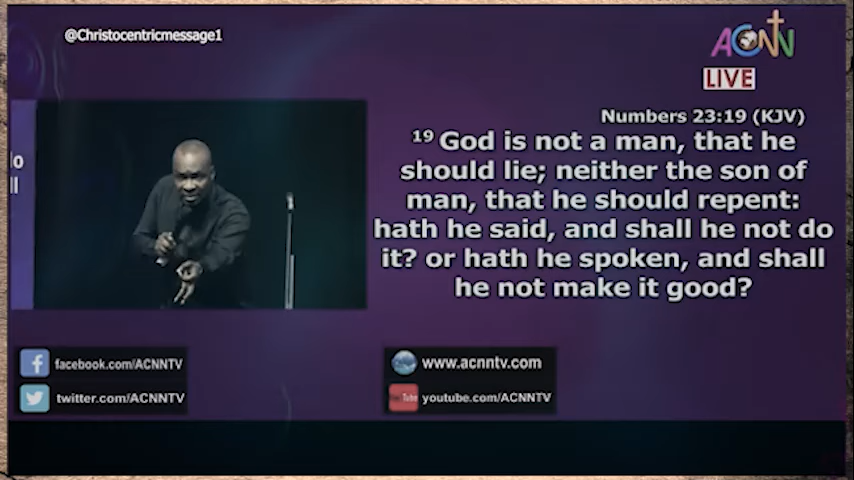 @Christocentricmessage1
ACNN
LIVE
lo
ll
Numbers 23:19 (KJV)
19 God is not a man, that he
should lie; neither the son of
man, that he should repent:
hath he said, and shall he not do
it? or hath he spoken, and shall
he not make it good?
facebook.com/ACNNTV
www.acnntv.com
twitter.com/ACNNTV
youtube.com/ACNNTV